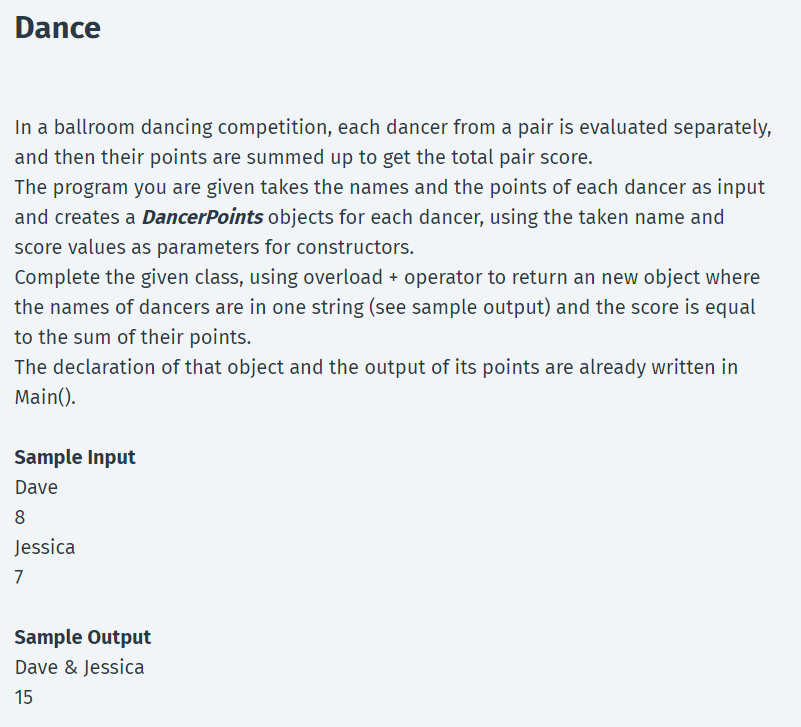 Dance
In a ballroom dancing competition, each dancer from a pair is evaluated separately,
and then their points are summed up to get the total pair score.
The program you are given takes the names and the points of each dancer as input
and creates a DancerPoints objects for each dancer, using the taken name and
score values as parameters for constructors.
Complete the given class, using overload + operator to return an new object where
the names of dancers are in one string (see sample output) and the score is equal
to the sum of their points.
The declaration of that object and the output of its points are already written in
Main().
Sample Input
Dave
8
Jessica
7
Sample Output
Dave & Jessica
15